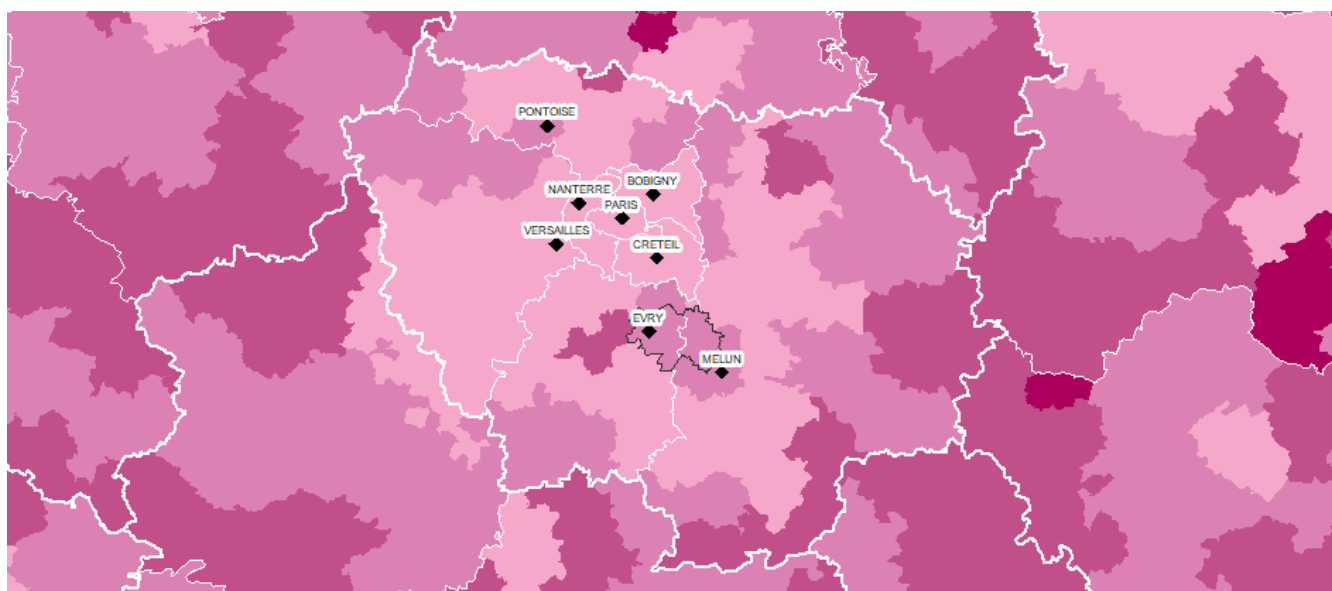 PONTOISE
NANTERRE
BOBIGNY
PARIS
VERSAILLES
CRETEIL
EVRY
MELUN